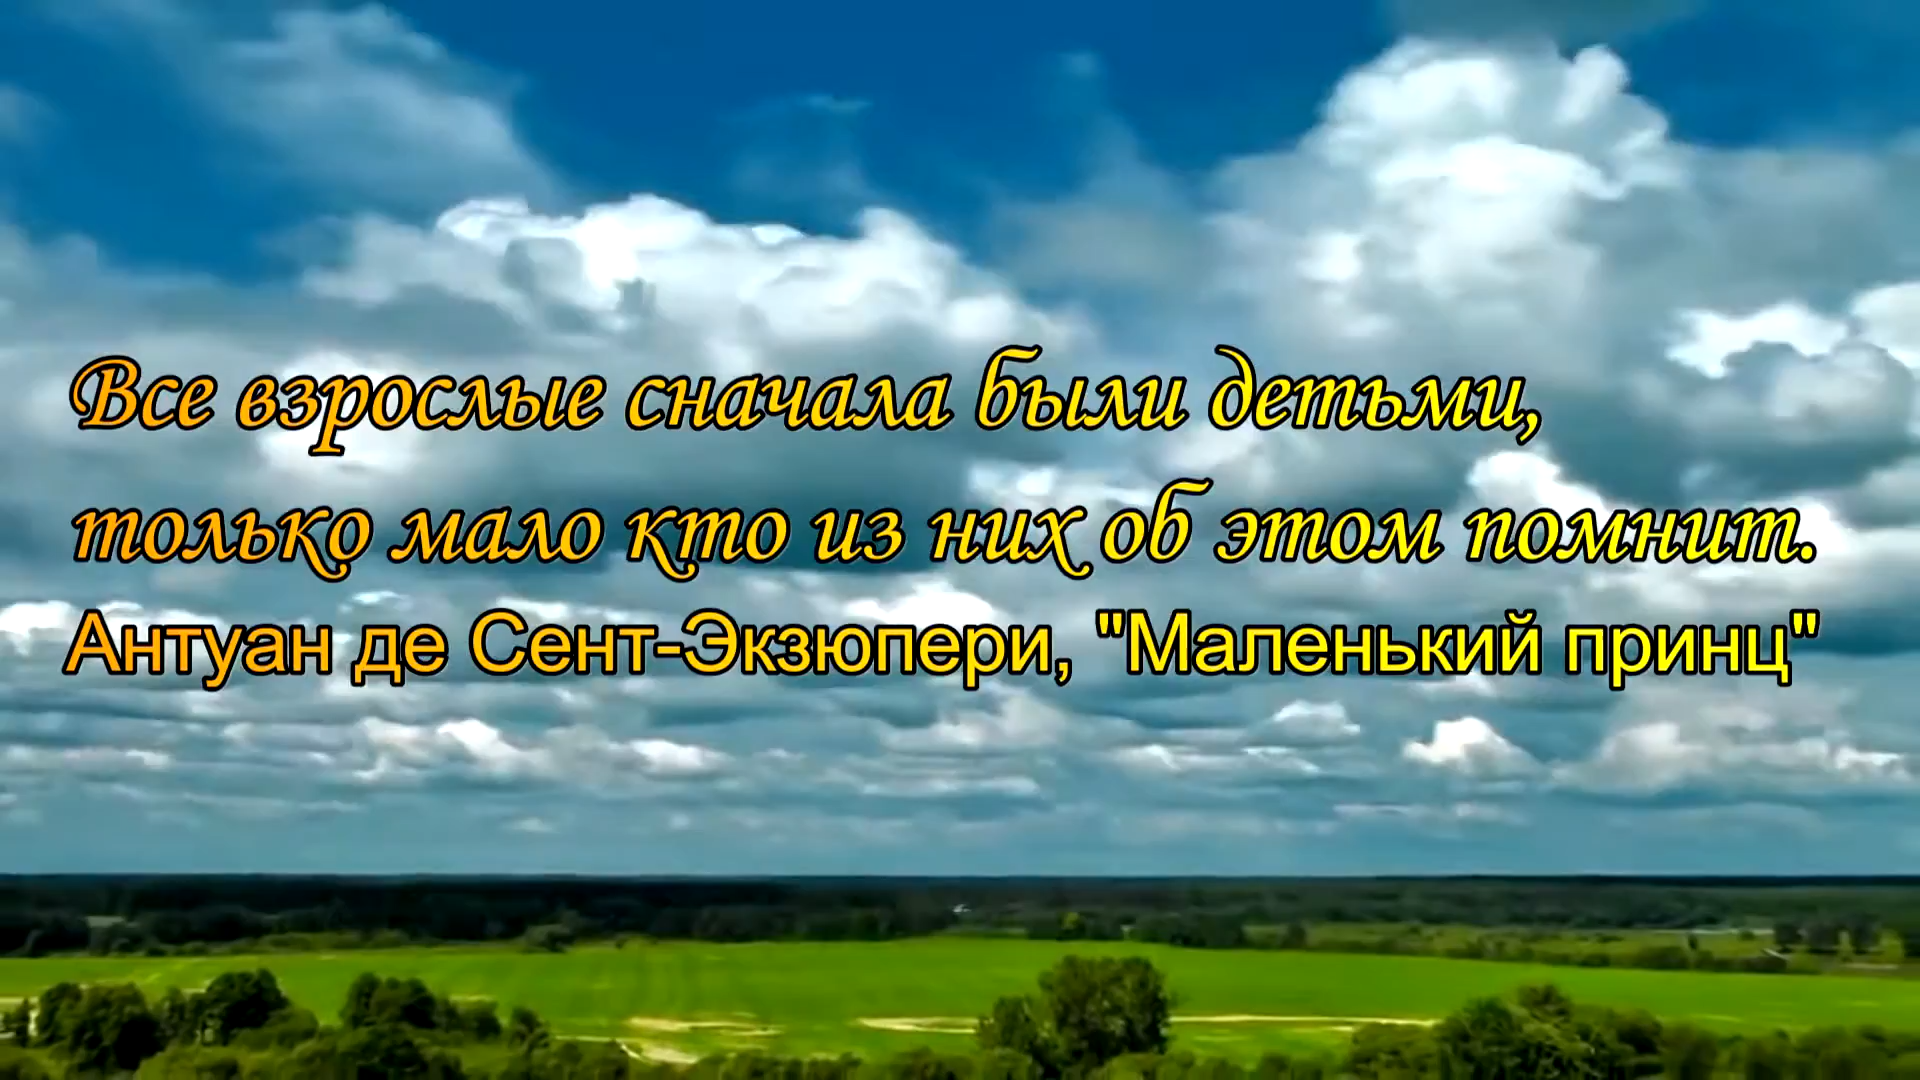 Все взрослые сначала были детьми,
только мало кто из них об этом помнит.
Антуан де Сент-Экзюпери, "Маленький принц"